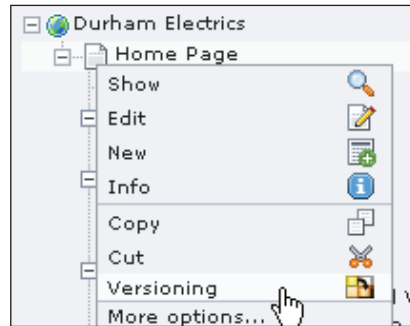 Durham Electrics
Home Page
Show
Edit
New
Info
Copy
Cut
Versioning
More options...